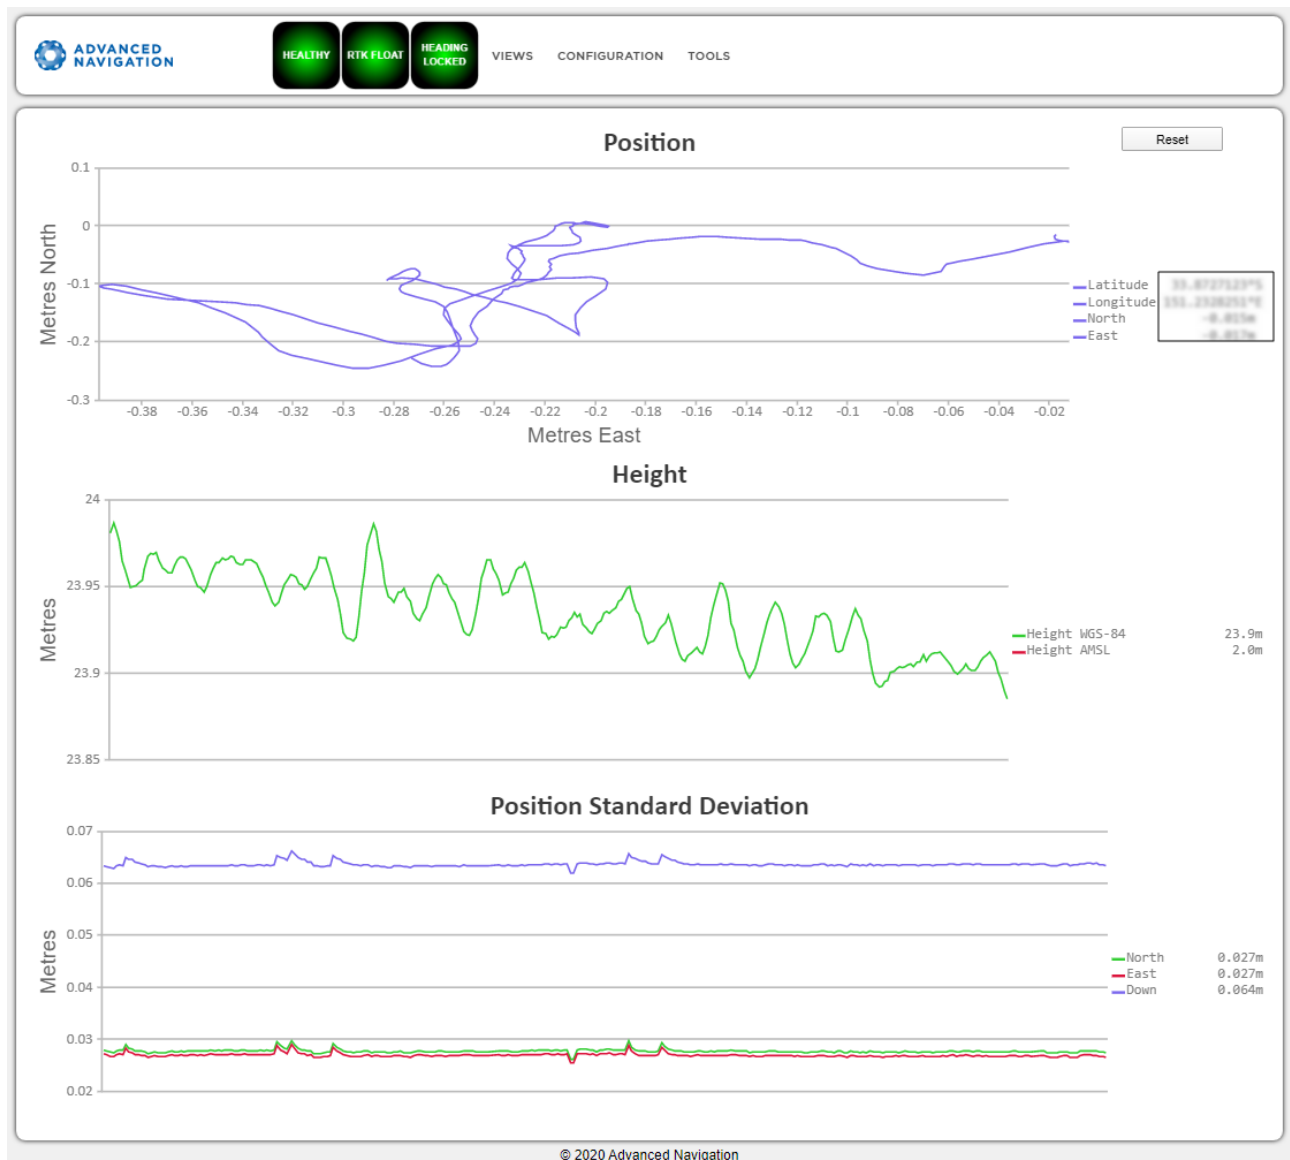 ADVANCED
NAVIGATION
HEALTHY
RTK FLOAT
HEADING
LOCKED
VIEWS
CONFIGURATION
TOOLS
Position
Reset
0.1
0
-0.1
-0.2
-0.3
Metres North
-0.38 -0.36 -0.34 -0.32 -0.3 -0.28 -0.26 -0.24 -0.22 -0.2 -0.18 -0.16 -0.14 -0.12 -0.1 -0.08 -0.06 -0.04 -0.02
Metres East
Latitude
Longitude
North
East
Height
24
23.95
23.9
23.85
Metres
Height WGS-84 23.9m
Height AMSL 2.0m
Position Standard Deviation
0.07
0.06
0.05
0.04
0.03
0.02
Metres
North 0.027m
East 0.027m
Down 0.064m
© 2020 Advanced Navigation